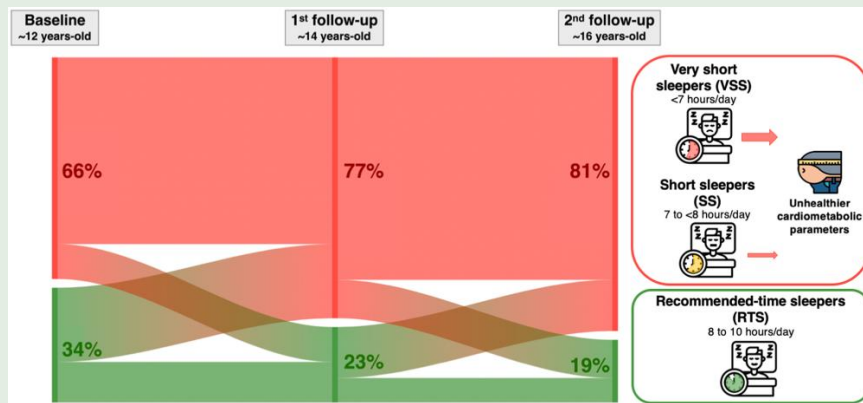 Baseline
~12 years-old
1st follow-up
~14 years-old
2nd follow-up
~16 years-old
66%
77%
81%
34%
23%
19%
Very short
sleepers (VSS)
<7 hours/day
Z Z
Z Z
Short sleepers
(SS)
7 to <8 hours/day
Z Z
Z Z
Unhealthier
cardiometabolic
parameters
Recommended-time sleepers
(RTS)
8 to 10 hours/day
Z Z
Z Z